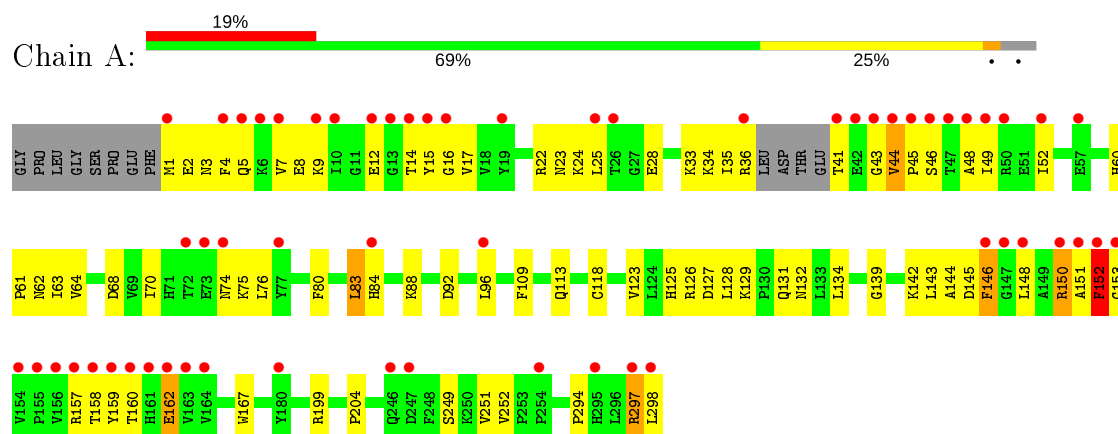 19%
Chain A:
69% 25% • •
GLY PRO LEU GLY SER PRO GLU PHE M1 E2 N3 F4 Q5 K6 V7 E8 K9 I10 G11 E12 G13 T14 Y15 G16 V17 V18 Y19 R22 N23 K24 L25 T26 G27 E28 K33 K34 I35 R36 LEU ASP THR GLU T41 E42 G43 V44 P45 S46 T47 A48 I49 R50 E51 I52 E57 H60
P61 N62 I63 V64 D68 V69 I70 H71 T72 E73 N74 K75 L76 Y77 F80 L83 H84 K88 D92 L96 F109 Q113 C118 V123 L124 H125 R126 D127 L128 K129 P130 Q131 N132 L133 L134 G139 K142 L143 A144 D145 F146 G147 L148 A149 R150 A151 F152 G153
V154 P155 V156 R157 T158 Y159 T160 H161 E162 V163 V164 W167 Y180 R199 P204 Q246 D247 F248 S249 K250 V251 V252 P253 P254 P294 H295 L296 R297 L298